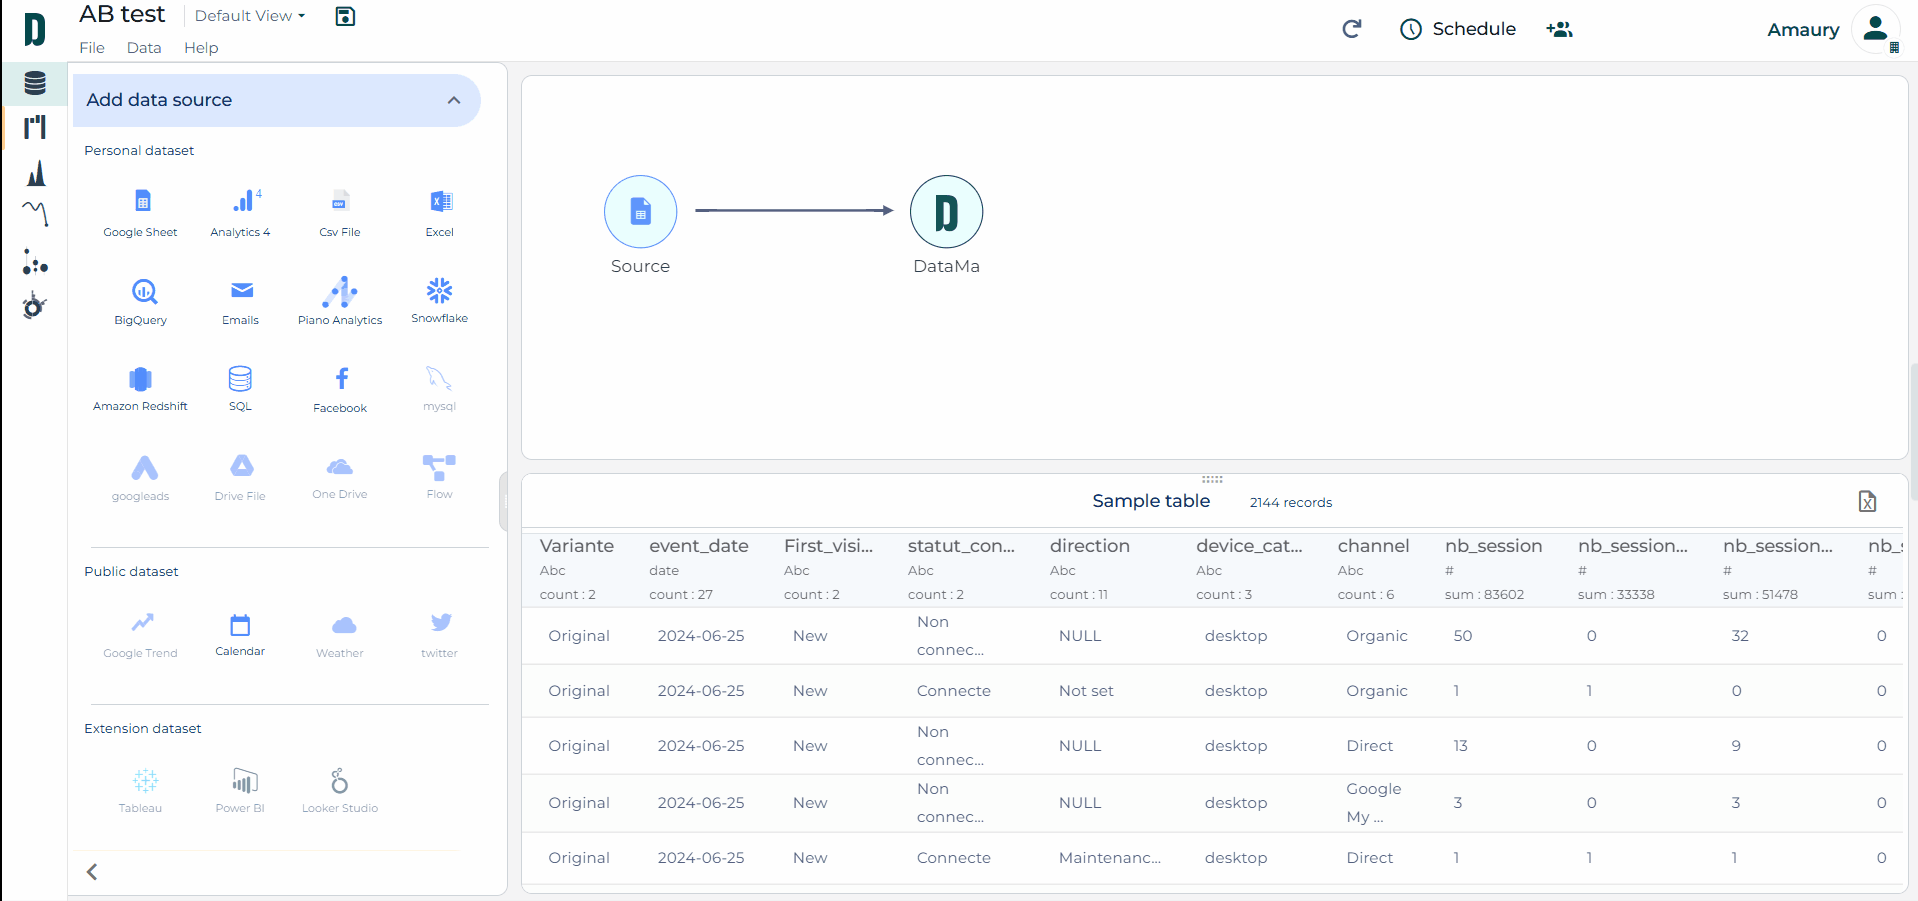 AB test
Default View
File Data Help
Schedule
Amaury
Add data source
Personal dataset
4
Google Sheet Analytics 4 Csv File Excel
BigQuery Emails Piano Analytics Snowflake
Amazon Redshift SQL Facebook mysql
googleads Drive File One Drive Flow
Public dataset
Google Trend Calendar Weather twitter
Extension dataset
Tableau Power BI Looker Studio
Source DataMa
Sample table 2144 records
Variante event_date First_visi... statut_con... direction device_cat... channel nb_session nb_session... nb_session... nb_s
Abc date Abc Abc Abc Abc Abc # # # #
count : 2 count : 27 count : 2 count : 2 count : 11 count : 3 count : 6 sum : 83602 sum : 33338 sum : 51478 sum :
Original 2024-06-25 New Non connec... NULL desktop Organic 50 0 32 0
Original 2024-06-25 New Connecte Not set desktop Organic 1 1 0 0
Original 2024-06-25 New Non connec... NULL desktop Direct 13 0 9 0
Original 2024-06-25 New Non connec... NULL desktop Google My ... 3 0 3 0
Original 2024-06-25 New Connecte Maintenanc... desktop Direct 1 1 1 0